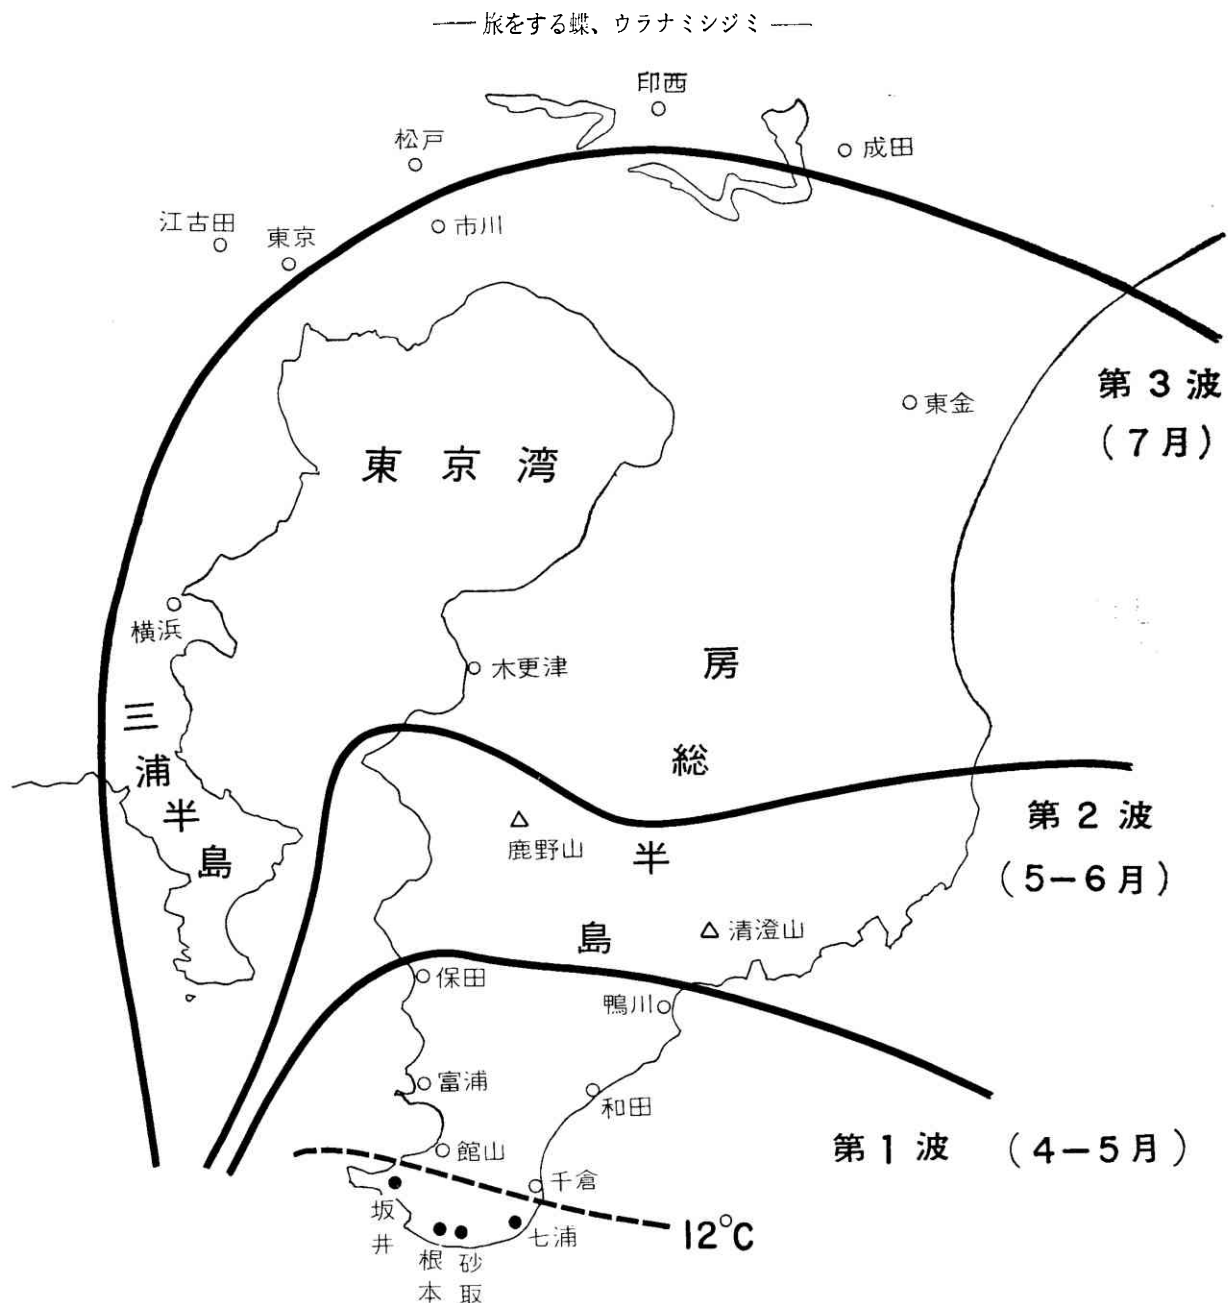 ── 旅をする蝶、ウラナミシジミ ──
印西
松戸
成田
江古田
東京
市川
東金
第3波
(7月)
東京湾
横浜
木更津
房総半島
三浦半島
鹿野山
第2波
(5−6月)
清澄山
保田
鴨川
富浦
和田
第1波 (4−5月)
館山
千倉
坂井
七浦
12°C
根本
砂取